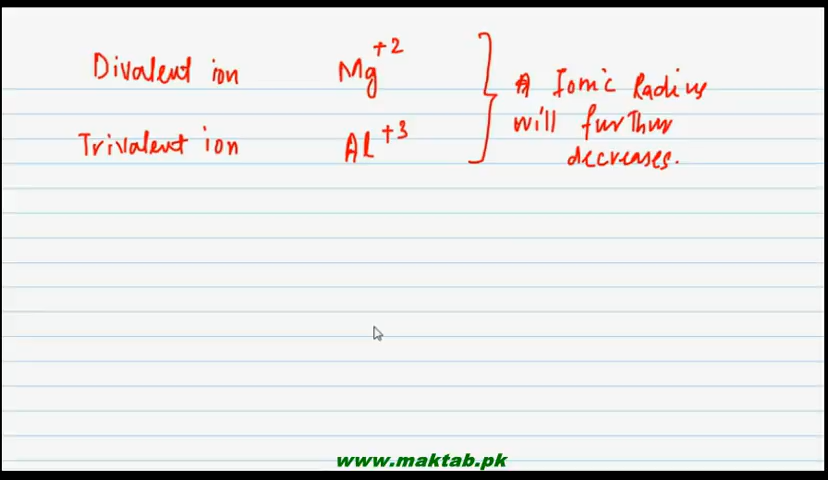 Divalent ion Mg+2
Trivalent ion Al+3
Ionic Radius
will further
decreases.
www.maktab.pk